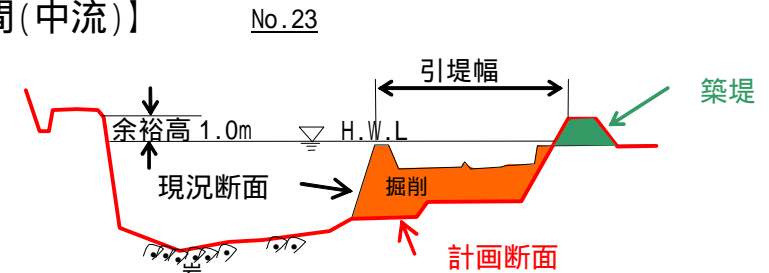 間(中流)】
No.23
引堤幅
築堤
余裕高 1.0m
H.W.L
現況断面
掘削
計画断面